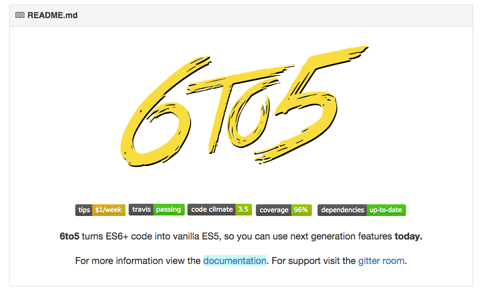 README.md
6to5
tips $1/week travis passing code climate 3.5 coverage 96% dependencies up-to-date
6to5 turns ES6+ code into vanilla ES5, so you can use next generation features today.
For more information view the documentation. For support visit the gitter room.